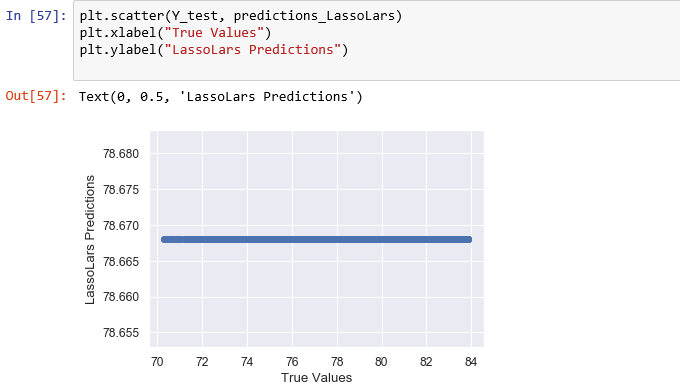 In [57]: plt.scatter(Y_test, predictions_LassoLars)
plt.xlabel("True Values")
plt.ylabel("LassoLars Predictions")
Out[57]: Text(0, 0.5, 'LassoLars Predictions')
78.680
78.675
78.670
78.665
78.660
78.655
LassoLars Predictions
70 72 74 76 78 80 82 84
True Values